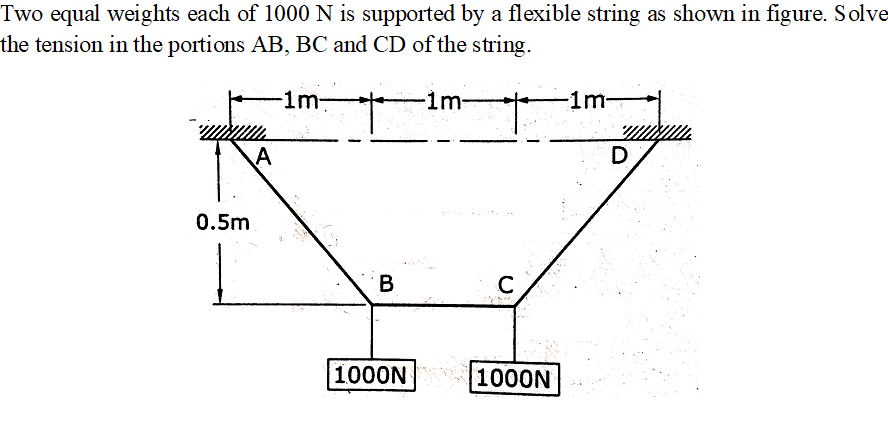 Two equal weights each of 1000 N is supported by a flexible string as shown in figure. Solve
the tension in the portions AB, BC and CD of the string.
1m 1m 1m
A D
0.5m
B C
1000N 1000N